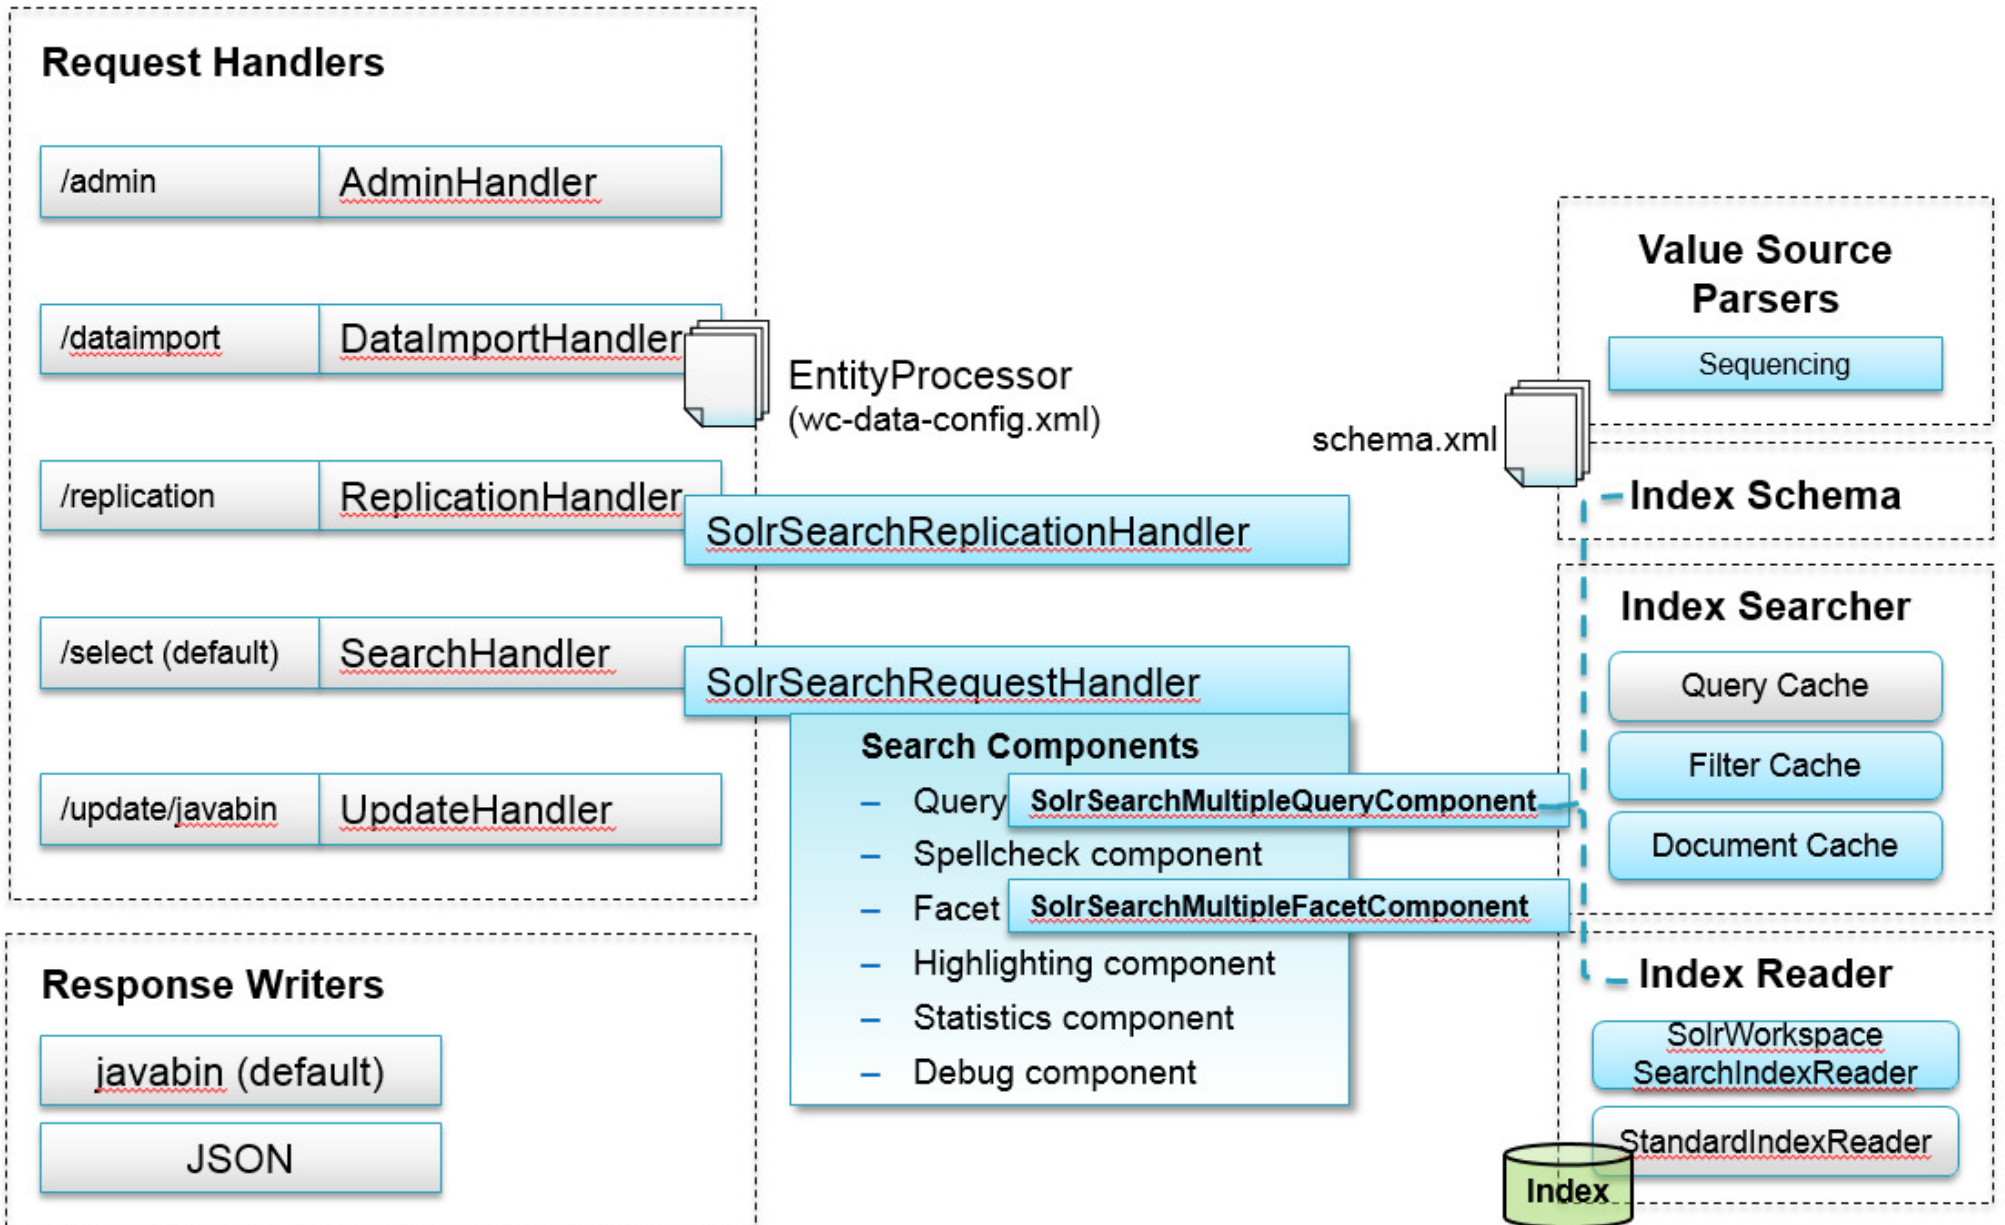 Request Handlers
/admin
AdminHandler
/dataimport
DataImportHandler
EntityProcessor
(wc-data-config.xml)
/replication
ReplicationHandler
SolrSearchReplicationHandler
/select (default)
SearchHandler
SolrSearchRequestHandler
/update/javabin
UpdateHandler
Search Components
– Query
SolrSearchMultipleQueryComponent
– Spellcheck component
– Facet
SolrSearchMultipleFacetComponent
– Highlighting component
– Statistics component
– Debug component
Response Writers
javabin (default)
JSON
Value Source
Parsers
Sequencing
schema.xml
Index Schema
Index Searcher
Query Cache
Filter Cache
Document Cache
Index Reader
SolrWorkspace
SearchIndexReader
StandardIndexReader
Index